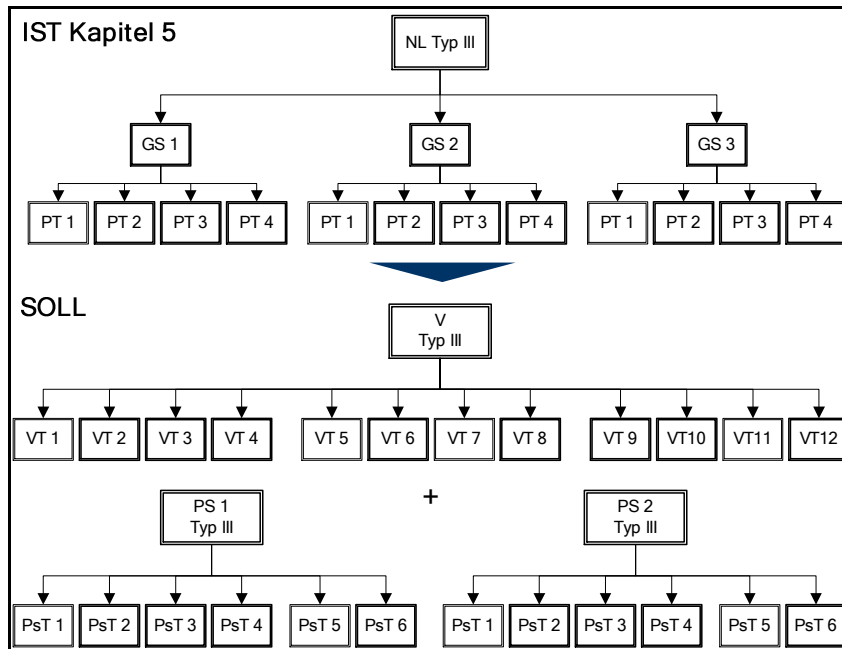 IST Kapitel 5
NL Typ III
GS 1 GS 2 GS 3
PT 1 PT 2 PT 3 PT 4 PT 1 PT 2 PT 3 PT 4 PT 1 PT 2 PT 3 PT 4
SOLL
V
Typ III
VT 1 VT 2 VT 3 VT 4 VT 5 VT 6 VT 7 VT 8 VT 9 VT10 VT11 VT12
+
PS 1
Typ III
PS 2
Typ III
PsT 1 PsT 2 PsT 3 PsT 4 PsT 5 PsT 6 PsT 1 PsT 2 PsT 3 PsT 4 PsT 5 PsT 6